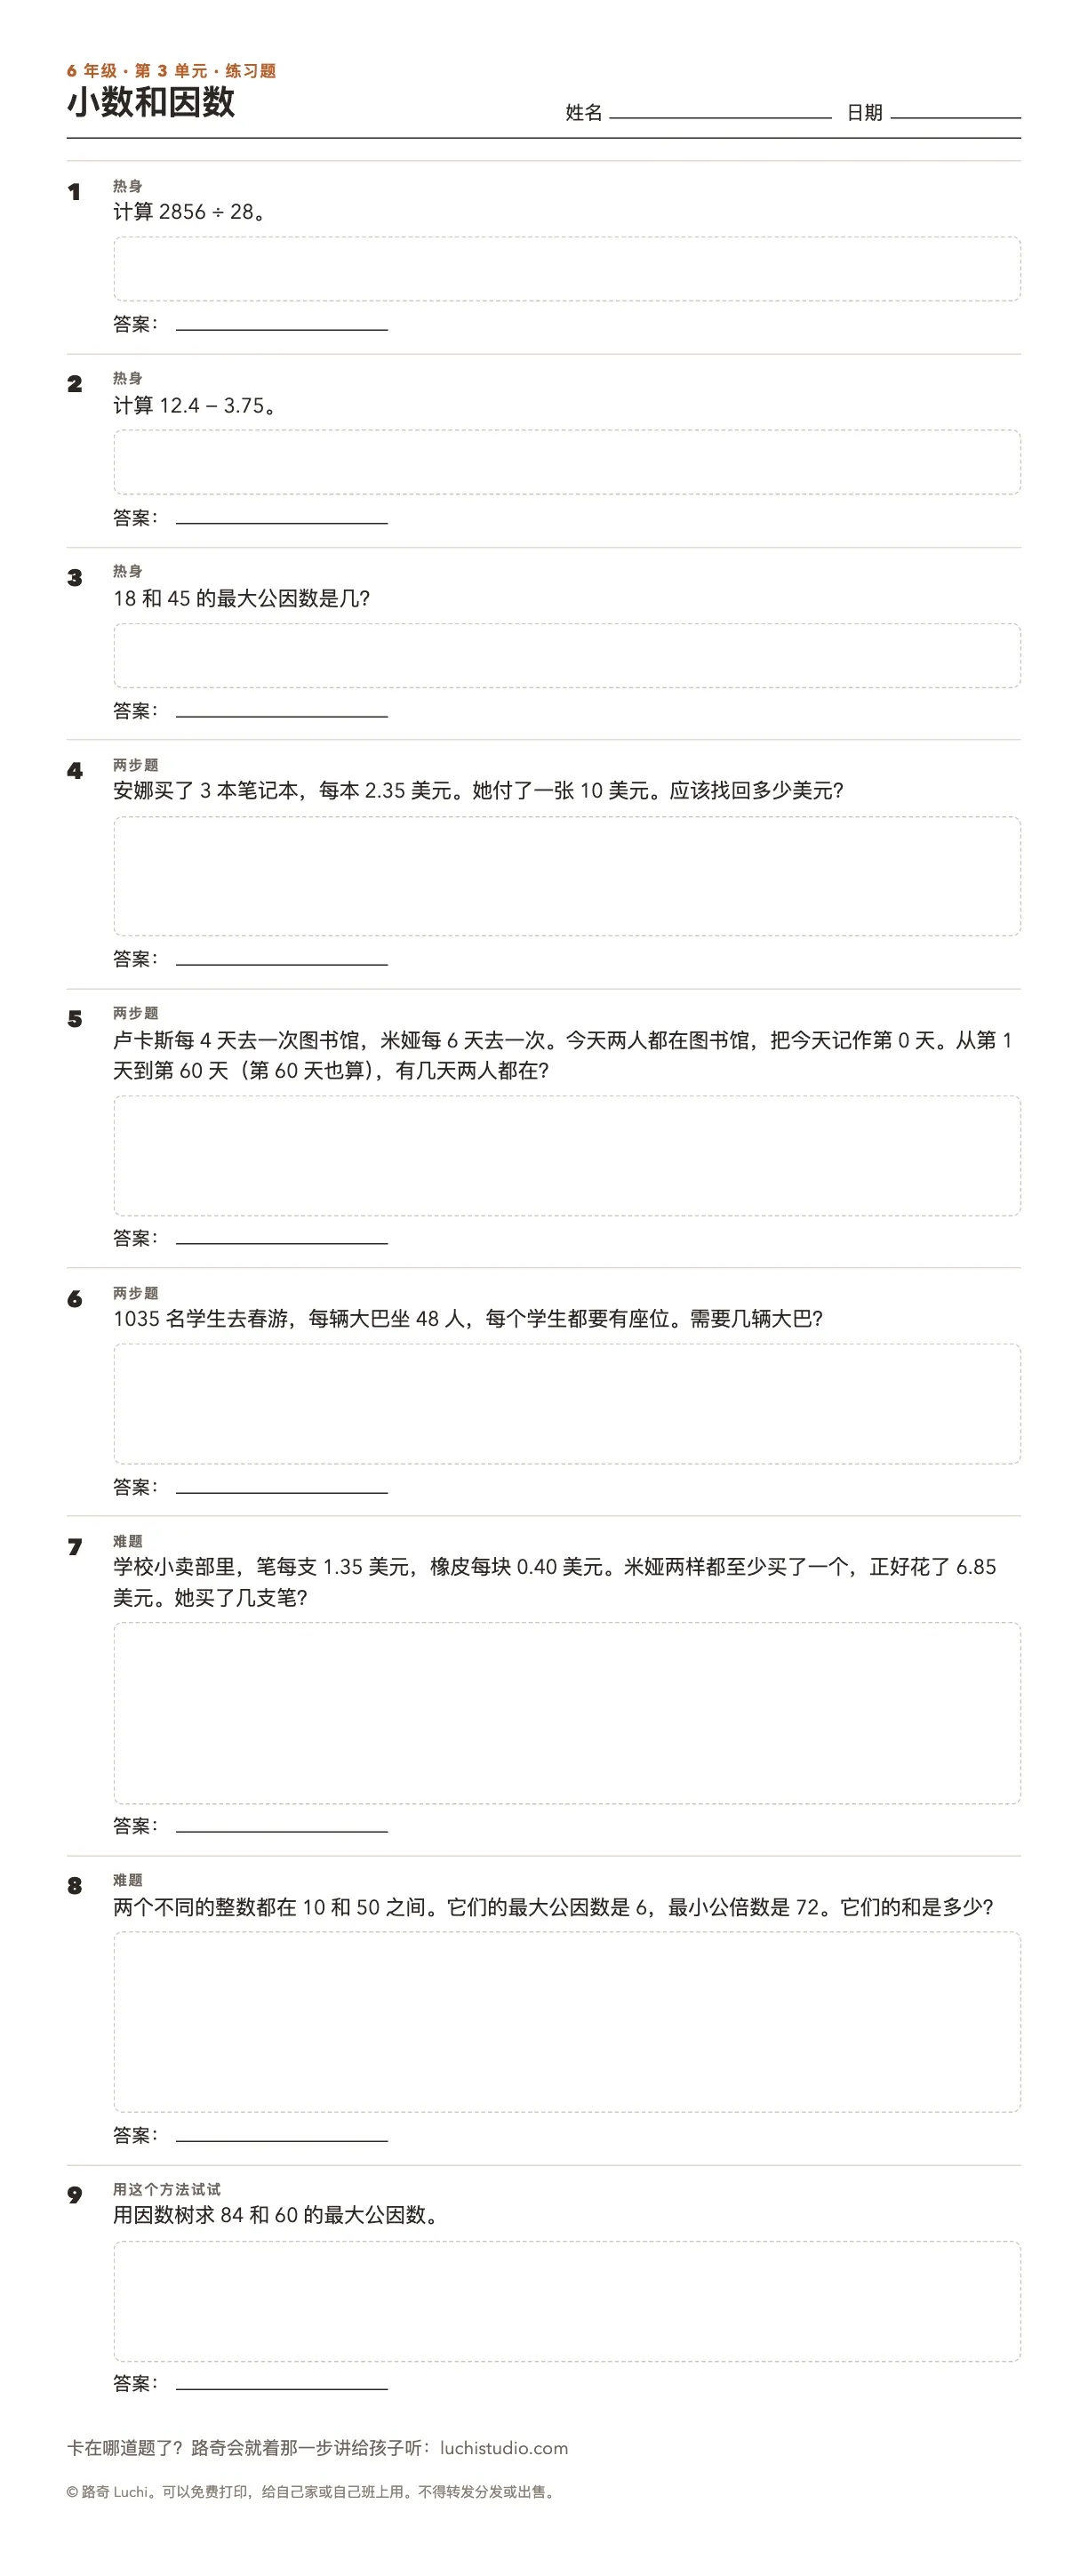 6 年级 · 第 3 单元 · 练习题
小数和因数
姓名 日期
1
热身
计算 2856 ÷ 28。
答案：
2
热身
计算 12.4 – 3.75。
答案：
3
热身
18 和 45 的最大公因数是几？
答案：
4
两步题
安娜买了 3 本笔记本，每本 2.35 美元。她付了一张 10 美元。应该找回多少美元？
答案：
5
两步题
卢卡斯每 4 天去一次图书馆，米娅每 6 天去一次。今天两人都在图书馆，把今天记作第 0 天。从第 1
天到第 60 天（第 60 天也算），有几天两人都在？
答案：
6
两步题
1035 名学生去春游，每辆大巴坐 48 人，每个学生都要有座位。需要几辆大巴？
答案：
7
难题
学校小卖部里，笔每支 1.35 美元，橡皮每块 0.40 美元。米娅两样都至少买了一个，正好花了 6.85
美元。她买了几支笔？
答案：
8
难题
两个不同的整数都在 10 和 50 之间。它们的最大公因数是 6，最小公倍数是 72。它们的和是多少？
答案：
9
用这个方法试试
用因数树求 84 和 60 的最大公因数。
答案：
卡在哪道题了？路奇会就着那一步讲给孩子听：luchistudio.com
© 路奇 Luchi。可以免费打印，给自己家或自己班上用。不得转发分发或出售。